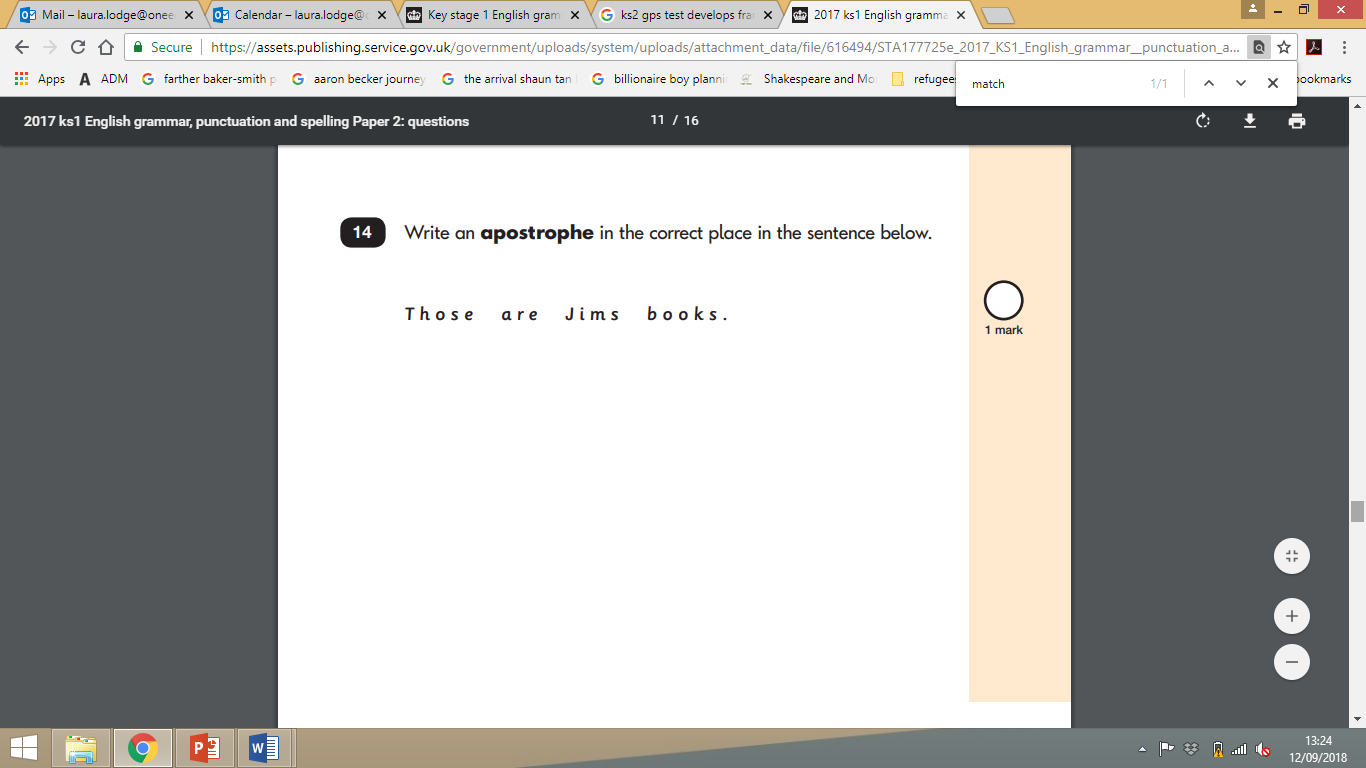 Mail – laura.lodge@onee
Calendar – laura.lodge@o
Key stage 1 English gram
ks2 gps test develops fra
2017 ks1 English gramma
Secure
https://assets.publishing.service.gov.uk/government/uploads/system/uploads/attachment_data/file/616494/STA177725e_2017_KS1_English_grammar__punctuation_a...
Apps
ADM
farther baker-smith p
aaron becker journey
the arrival shaun tan
billionaire boy planni
Shakespeare and Mo
refugee
bookmarks
match
1/1
2017 ks1 English grammar, punctuation and spelling Paper 2: questions
11 / 16
14 Write an apostrophe in the correct place in the sentence below.
Those are Jims books.
1 mark
13:24
12/09/2018